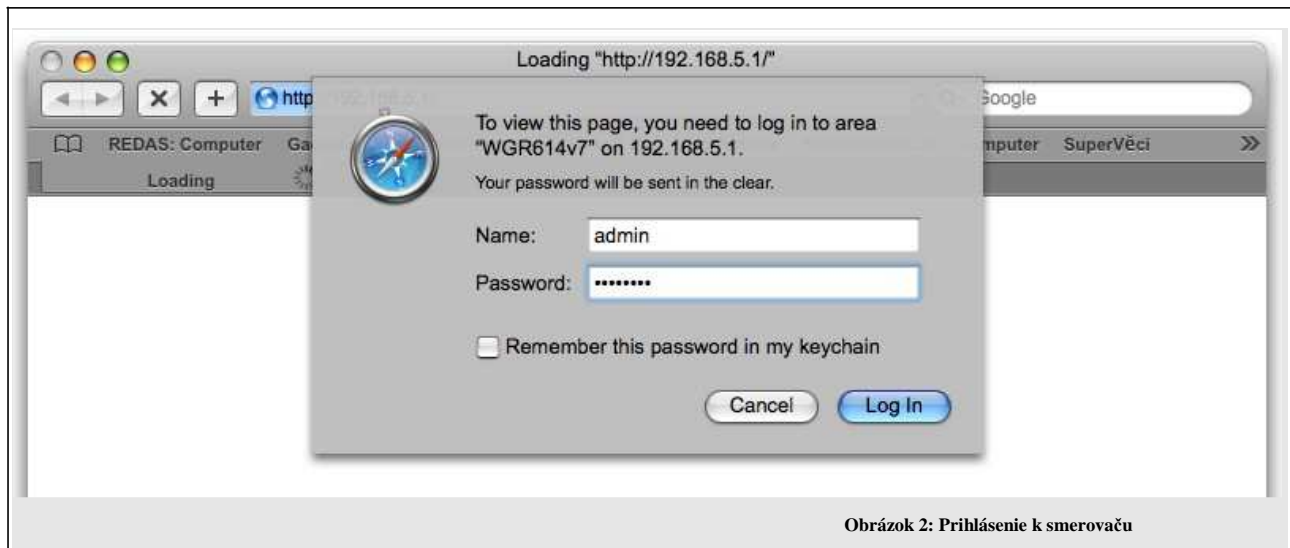 Loading "http://192.168.5.1/"
http
Google
REDAS: Computer
mputer SuperVěci
Loading
To view this page, you need to log in to area
"WGR614v7" on 192.168.5.1.
Your password will be sent in the clear.
Name: admin
Password: ••••••••
Remember this password in my keychain
Cancel Log In
Obrázok 2: Prihlásenie k smerovaču